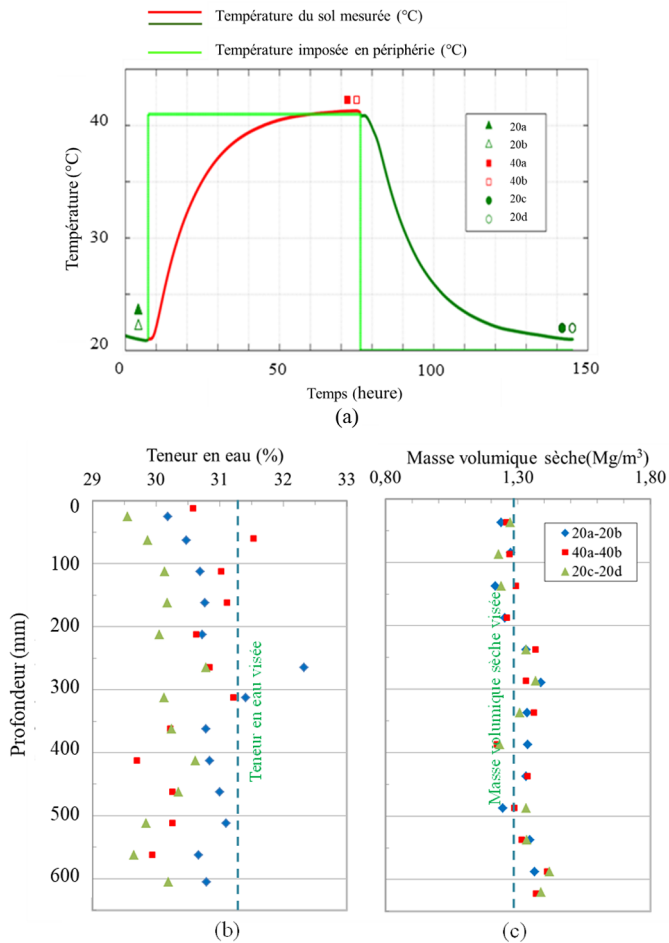 Température du sol mesurée (°C)
Température imposée en périphérie (°C)
40
30
20
Température (°C)
20a
20b
40a
40b
20c
20d
0
50
100
150
Temps (heure)
(a)
Teneur en eau (%)
29
30
31
32
33
0
100
200
300
400
500
600
Profondeur (mm)
Teneur en eau visée
(b)
Masse volumique sèche(Mg/m³)
0,80
1,30
1,80
20a-20b
40a-40b
20c-20d
Masse volumique sèche visée
(c)